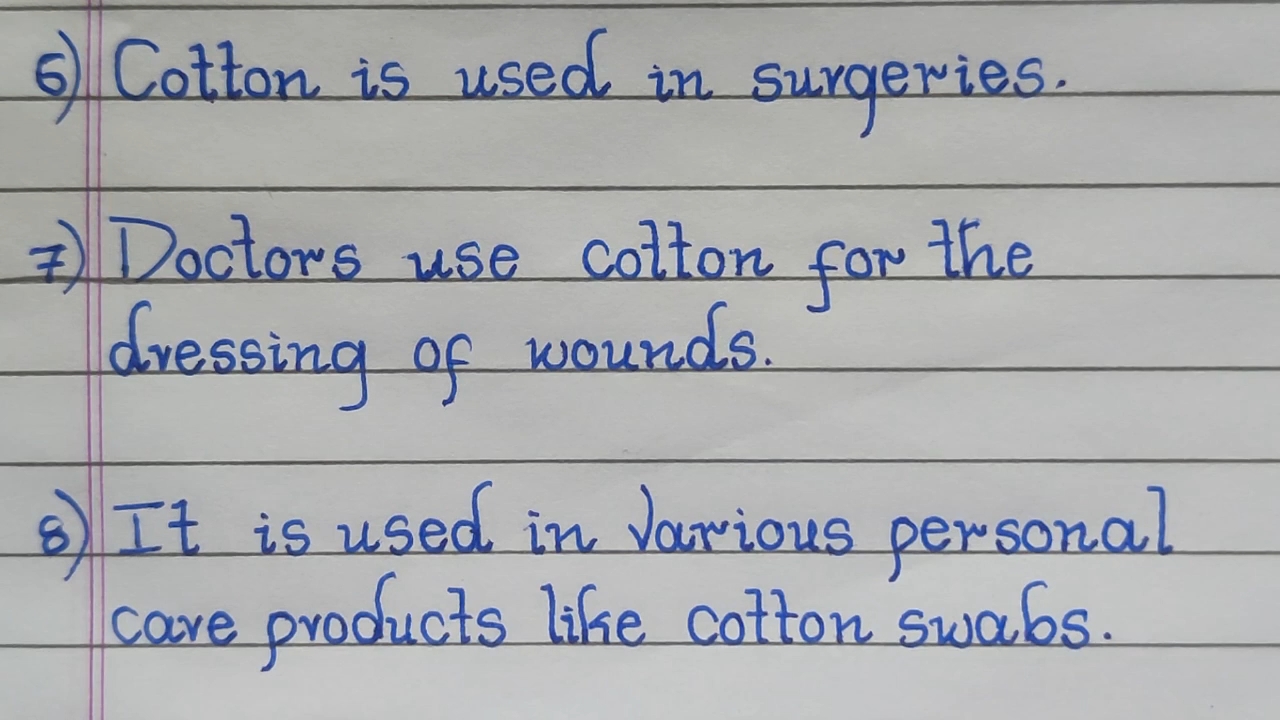 6) Cotton is used in surgeries.
7) Doctors use cotton for the
dressing of wounds.
8) It is used in various personal
care products like cotton swabs.